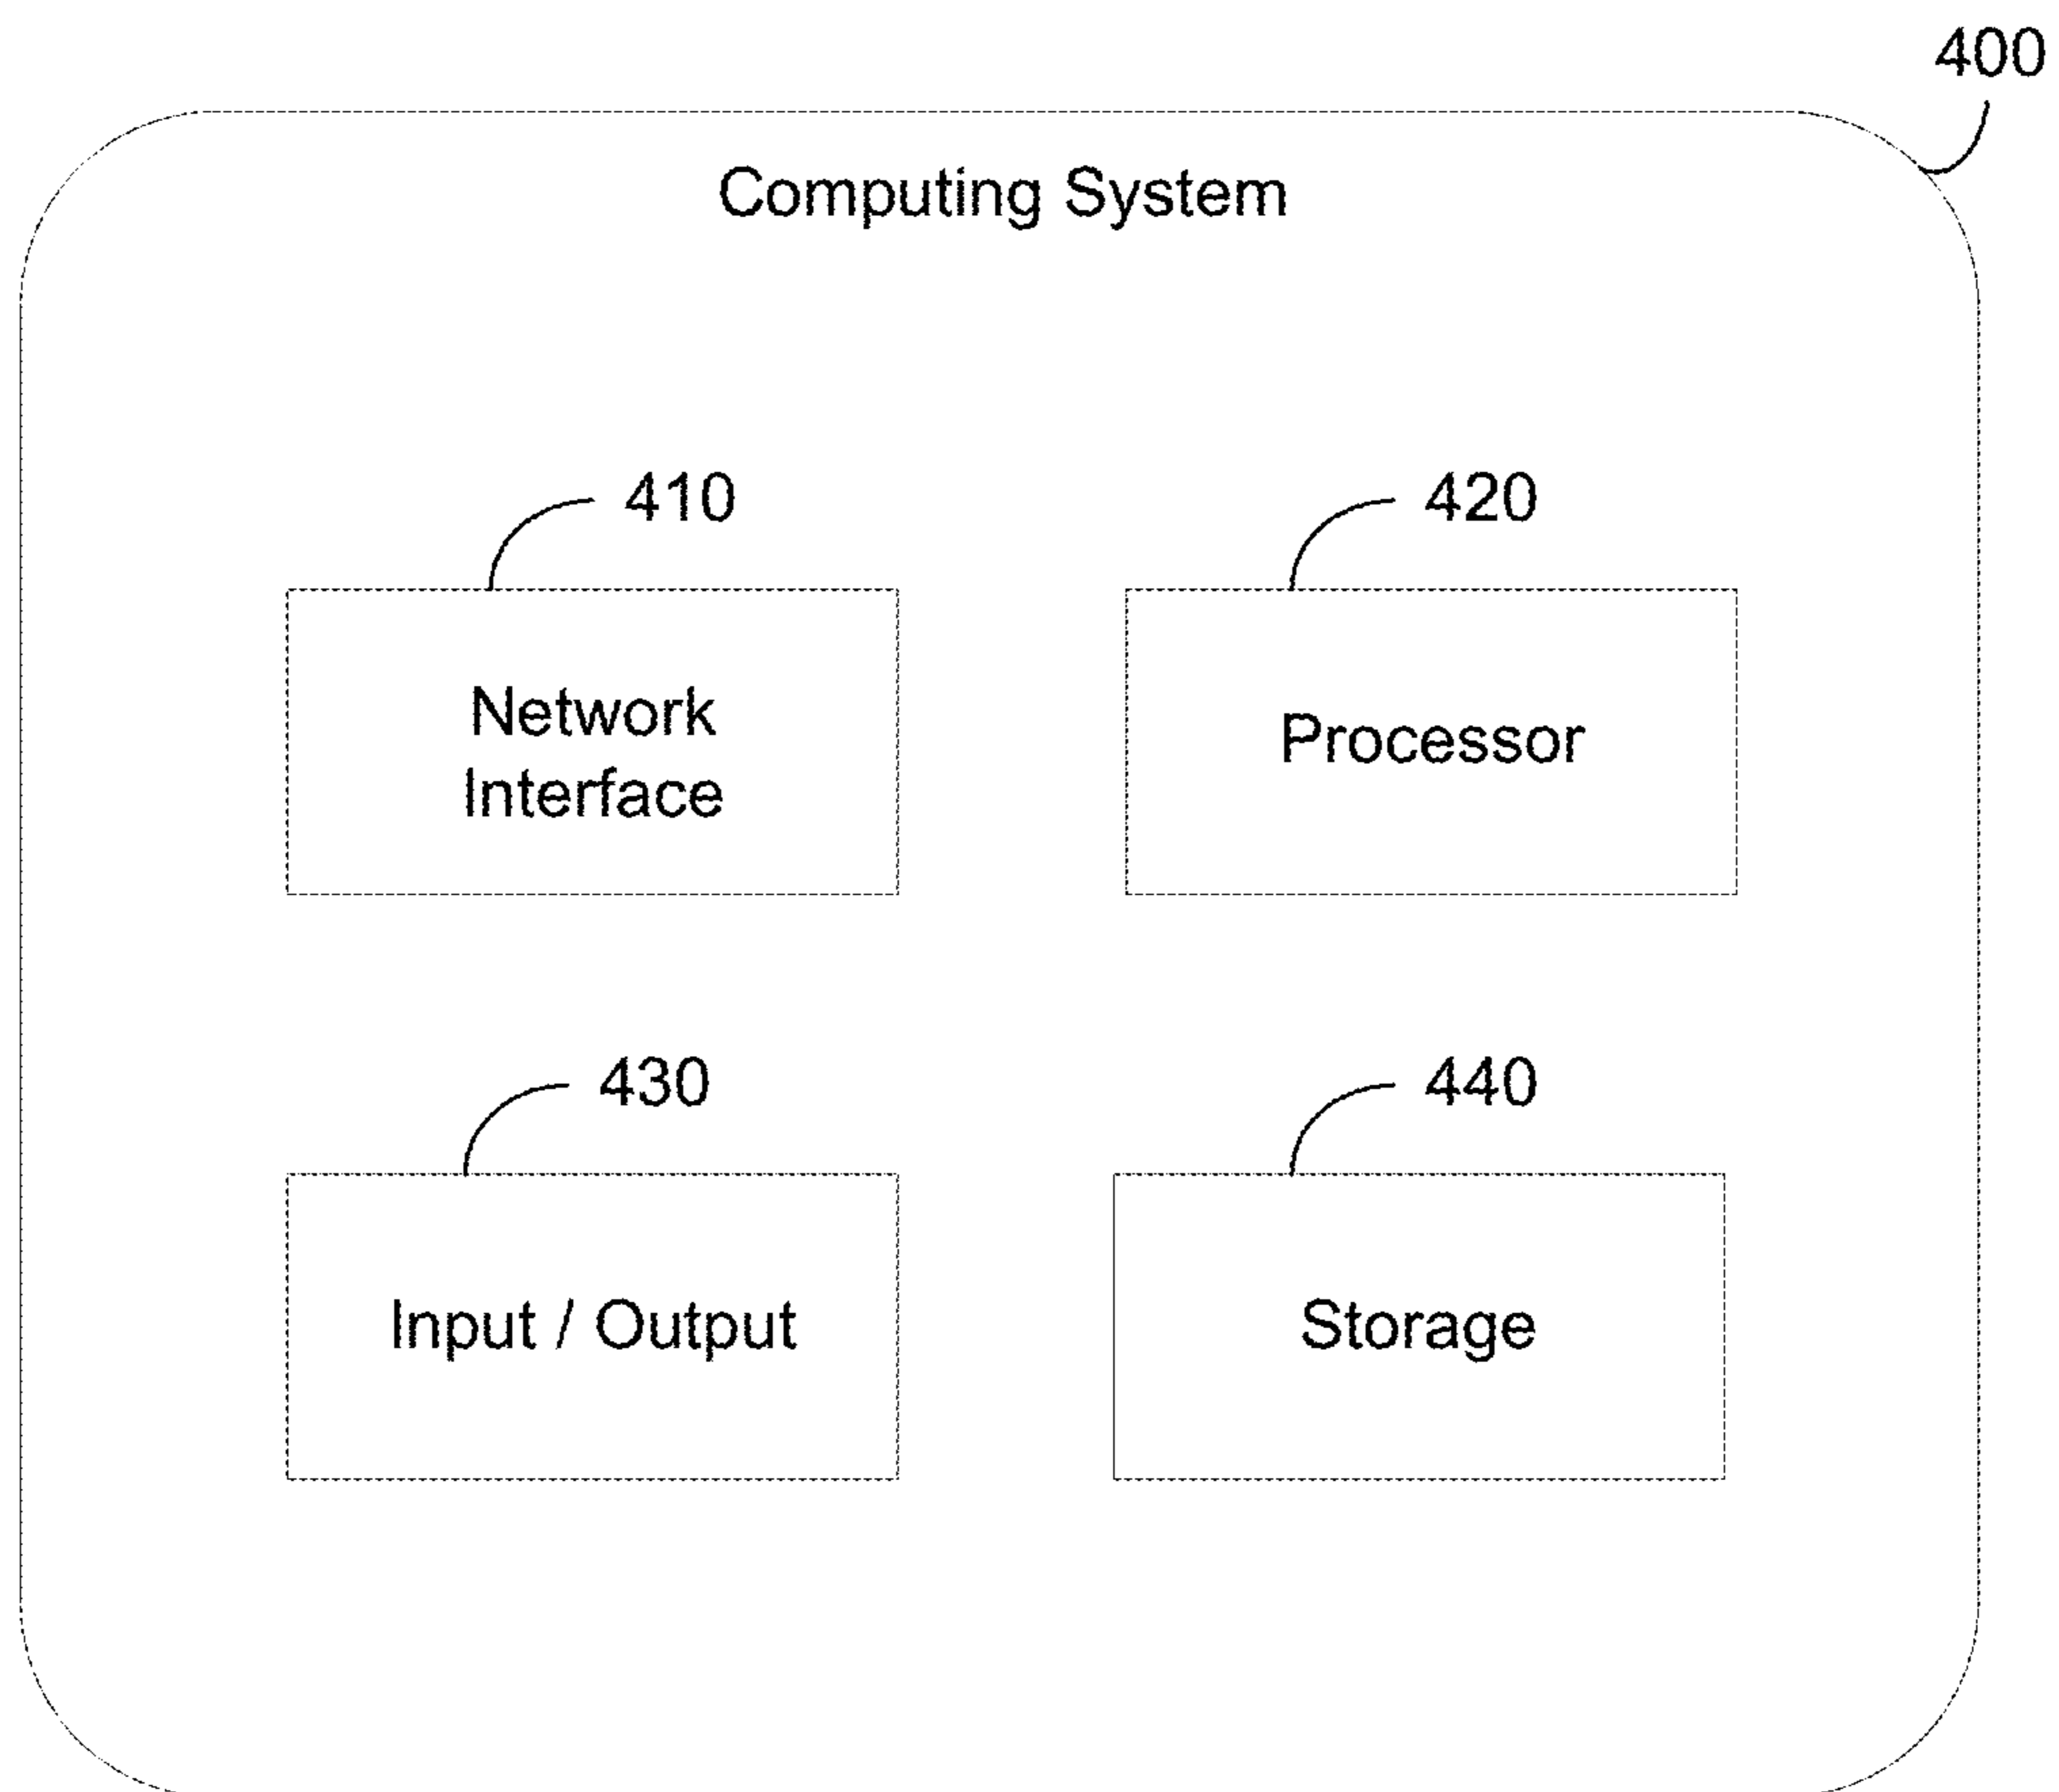 400
Computing System
410
420
Network
Interface
Processor
430
440
Input / Output
Storage